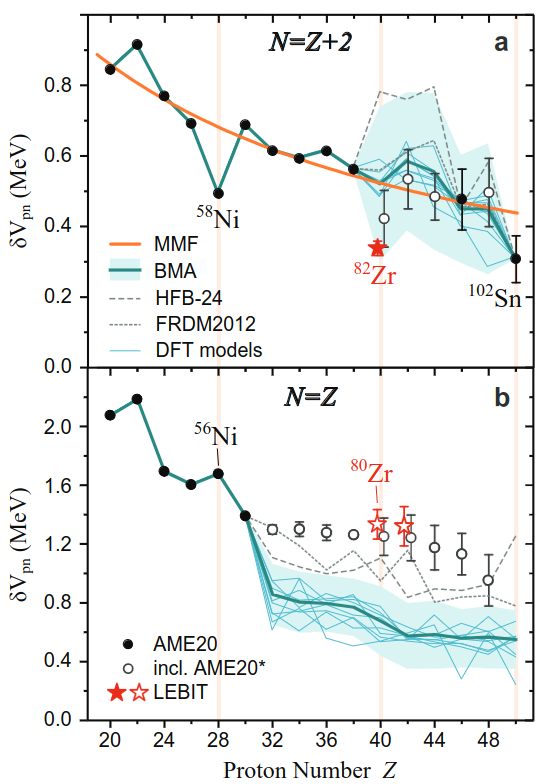 N=Z+2
a
0.8
0.6
0.4
0.2
0.0
δVpn (MeV)
58Ni
82Zr
102Sn
MMF
BMA
HFB-24
FRDM2012
DFT models
N=Z
b
2.0
1.6
1.2
0.8
0.4
0.0
δVpn (MeV)
56Ni
80Zr
AME20
incl. AME20*
LEBIT
20 24 28 32 36 40 44 48
Proton Number Z